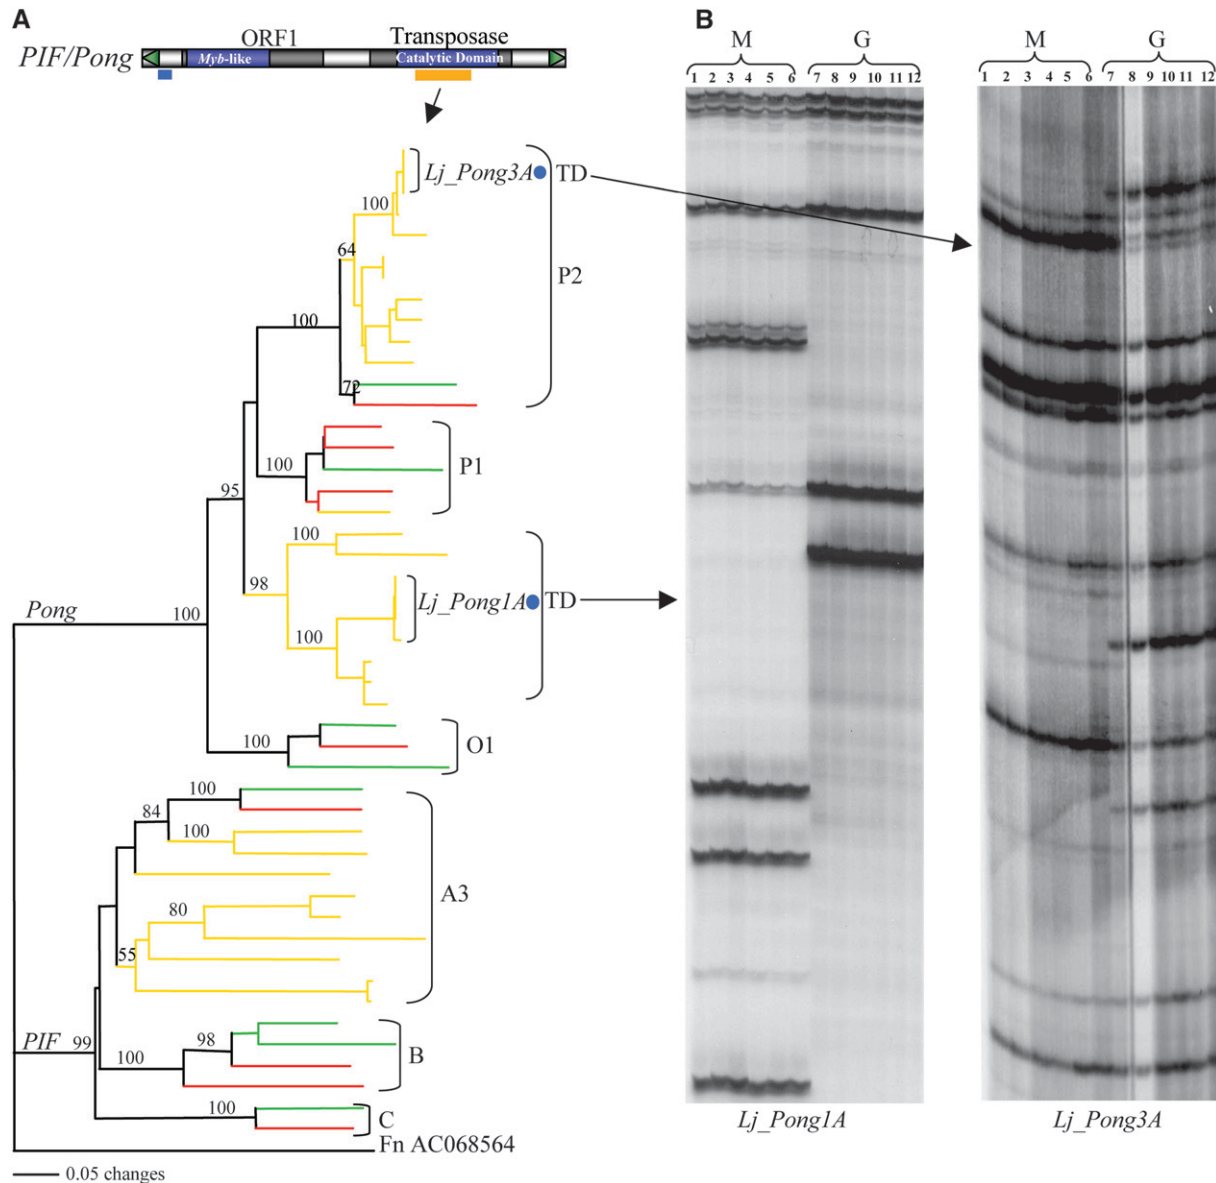 A
PIF/Pong
ORF1
Transposase
Myb-like
Catalytic Domain
Lj_Pong3A
TD
100
64
P2
100
72
P1
100
95
100
98
Lj_Pong1A
TD
100
Pong
100
100
O1
100
84
100
A3
80
55
PIF
99
98
100
B
100
C
Fn AC068564
0.05 changes
B
M G
1 2 3 4 5 6 7 8 9 10 11 12
Lj_Pong1A
M G
1 2 3 4 5 6 7 8 9 10 11 12
Lj_Pong3A